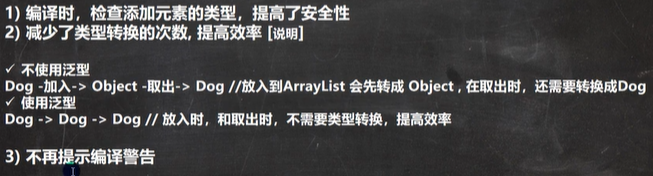 1) 编译时，检查添加元素的类型，提高了安全性
2) 减少了类型转换的次数, 提高效率 [说明]
✓ 不使用泛型
Dog -加入-> Object -取出-> Dog //放入到ArrayList 会先转成 Object , 在取出时，还需要转换成Dog
✓ 使用泛型
Dog -> Dog -> Dog // 放入时，和取出时，不需要类型转换，提高效率
3) 不再提示编译警告